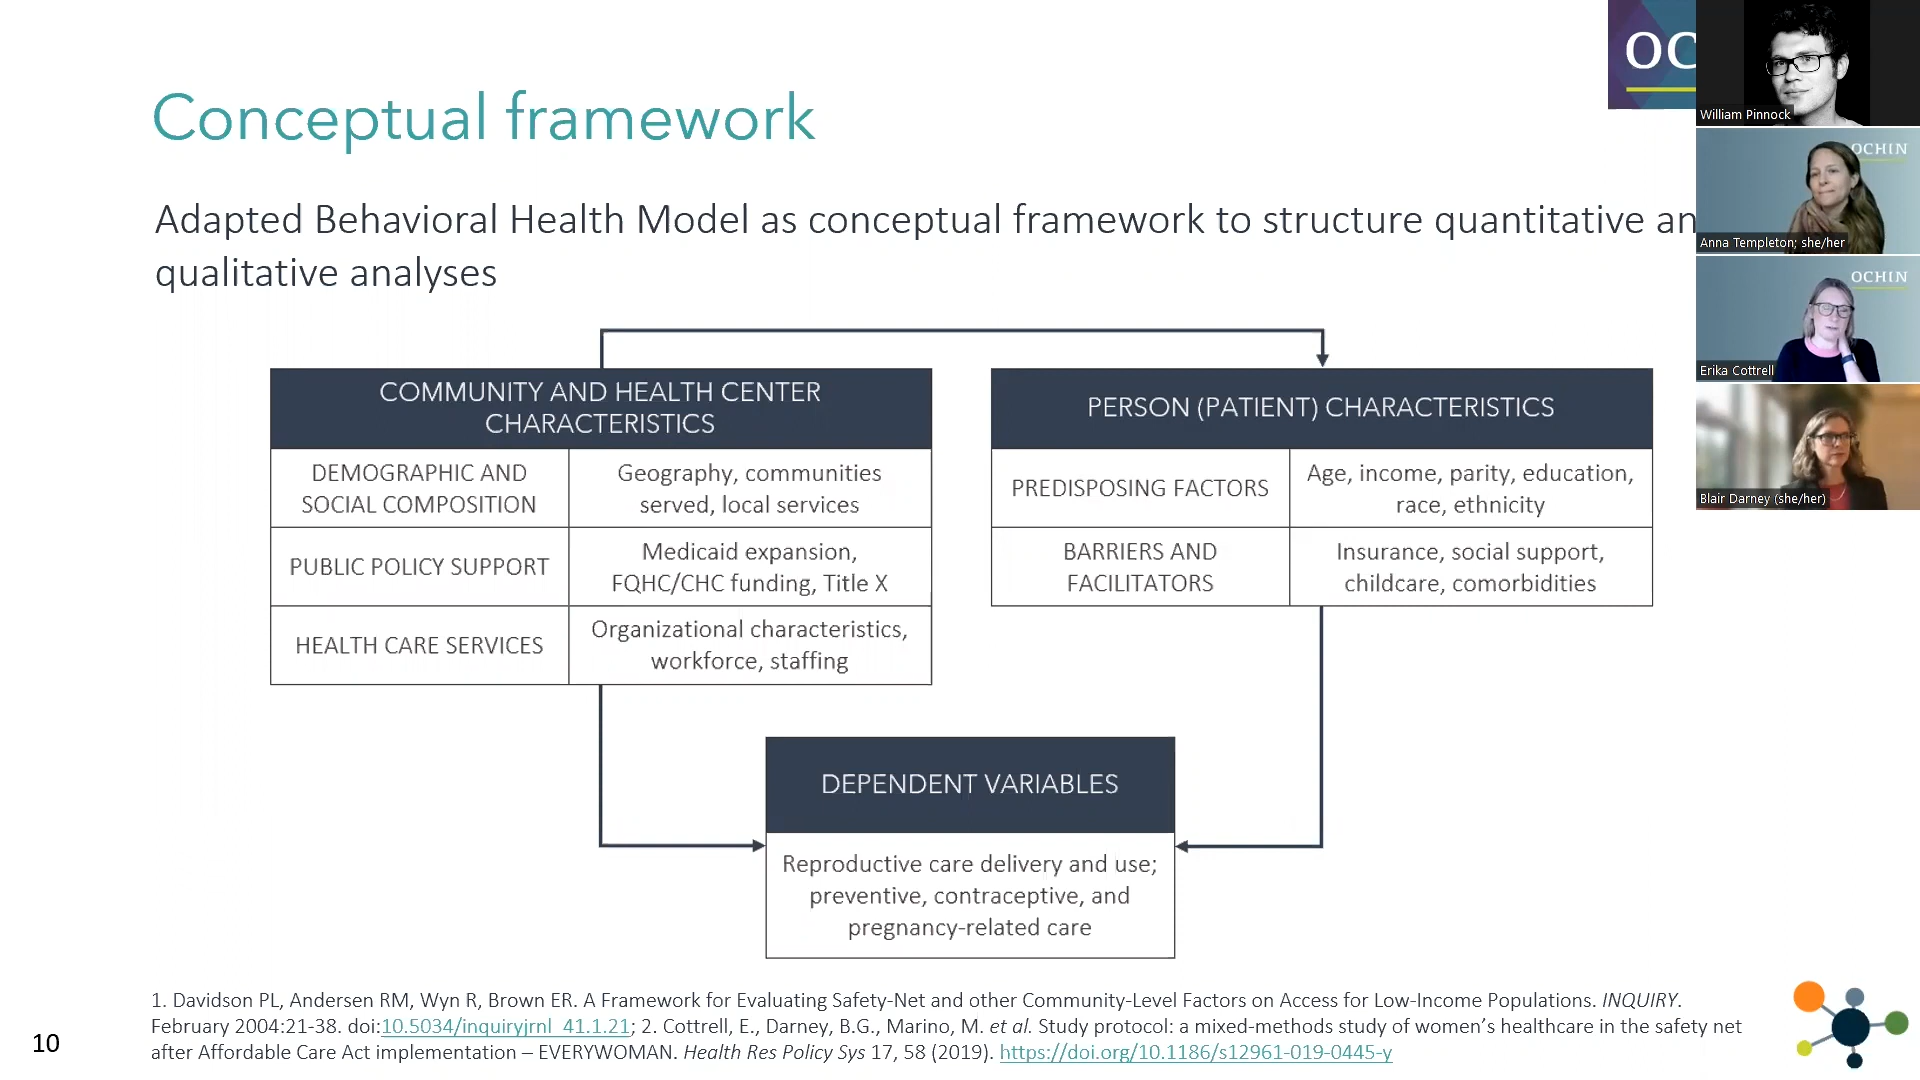 Conceptual framework
Adapted Behavioral Health Model as conceptual framework to structure quantitative an
qualitative analyses
COMMUNITY AND HEALTH CENTER
CHARACTERISTICS
DEMOGRAPHIC AND
SOCIAL COMPOSITION
Geography, communities
served, local services
PUBLIC POLICY SUPPORT
Medicaid expansion,
FQHC/CHC funding, Title X
HEALTH CARE SERVICES
Organizational characteristics,
workforce, staffing
PERSON (PATIENT) CHARACTERISTICS
PREDISPOSING FACTORS
Age, income, parity, education,
race, ethnicity
BARRIERS AND
FACILITATORS
Insurance, social support,
childcare, comorbidities
DEPENDENT VARIABLES
Reproductive care delivery and use;
preventive, contraceptive, and
pregnancy-related care
1. Davidson PL, Andersen RM, Wyn R, Brown ER. A Framework for Evaluating Safety-Net and other Community-Level Factors on Access for Low-Income Populations. INQUIRY.
February 2004:21-38. doi:10.5034/inquiryjrnl_41.1.21; 2. Cottrell, E., Darney, B.G., Marino, M. et al. Study protocol: a mixed-methods study of women’s healthcare in the safety net
after Affordable Care Act implementation – EVERYWOMAN. Health Res Policy Sys 17, 58 (2019). https://doi.org/10.1186/s12961-019-0445-y
10
OC
William Pinnock
OCHIN
Anna Templeton; she/her
OCHIN
Erika Cottrell
Blair Darney (she/her)